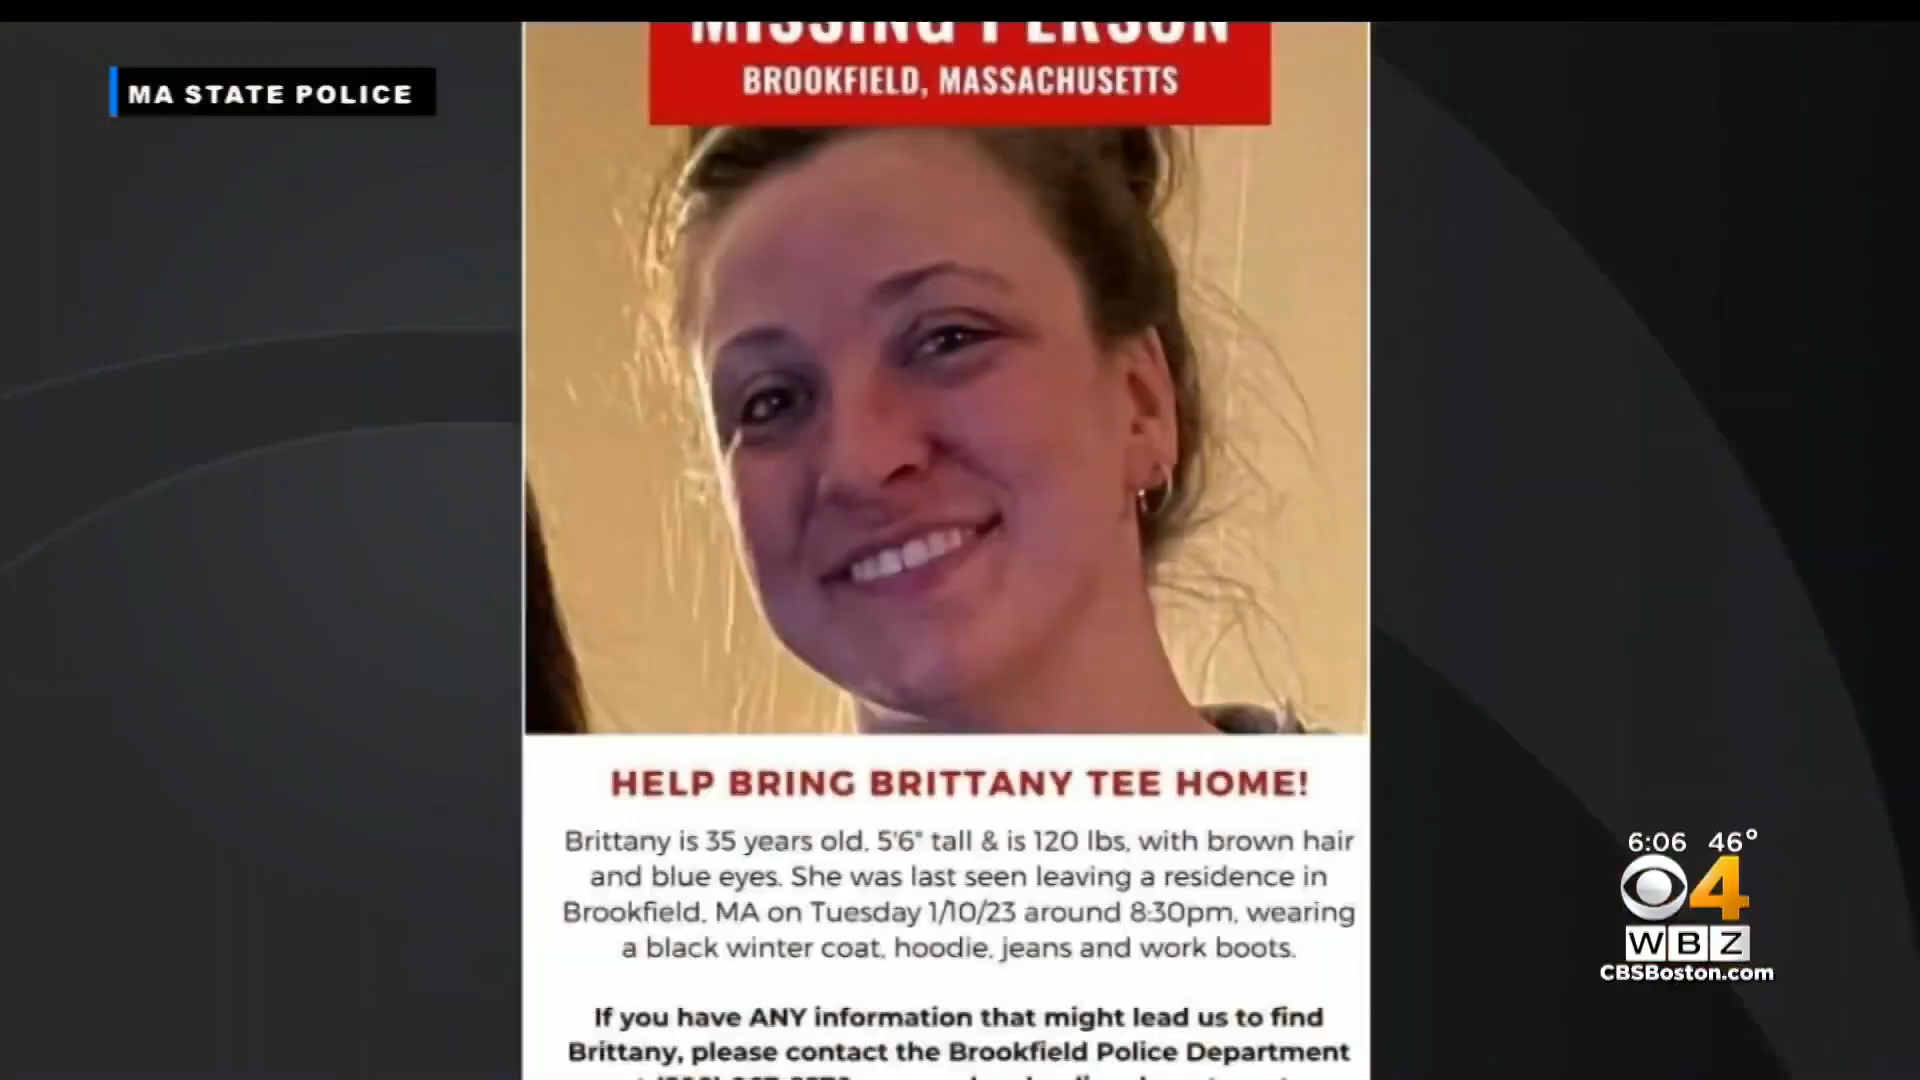 MISSING PERSON
BROOKFIELD, MASSACHUSETTS
MA STATE POLICE
HELP BRING BRITTANY TEE HOME!
Brittany is 35 years old, 5'6" tall & is 120 lbs, with brown hair
and blue eyes. She was last seen leaving a residence in
Brookfield, MA on Tuesday 1/10/23 around 8:30pm, wearing
a black winter coat, hoodie, jeans and work boots.
If you have ANY information that might lead us to find
Brittany, please contact the Brookfield Police Department
6:06 46°
4
WBZ
CBSBoston.com